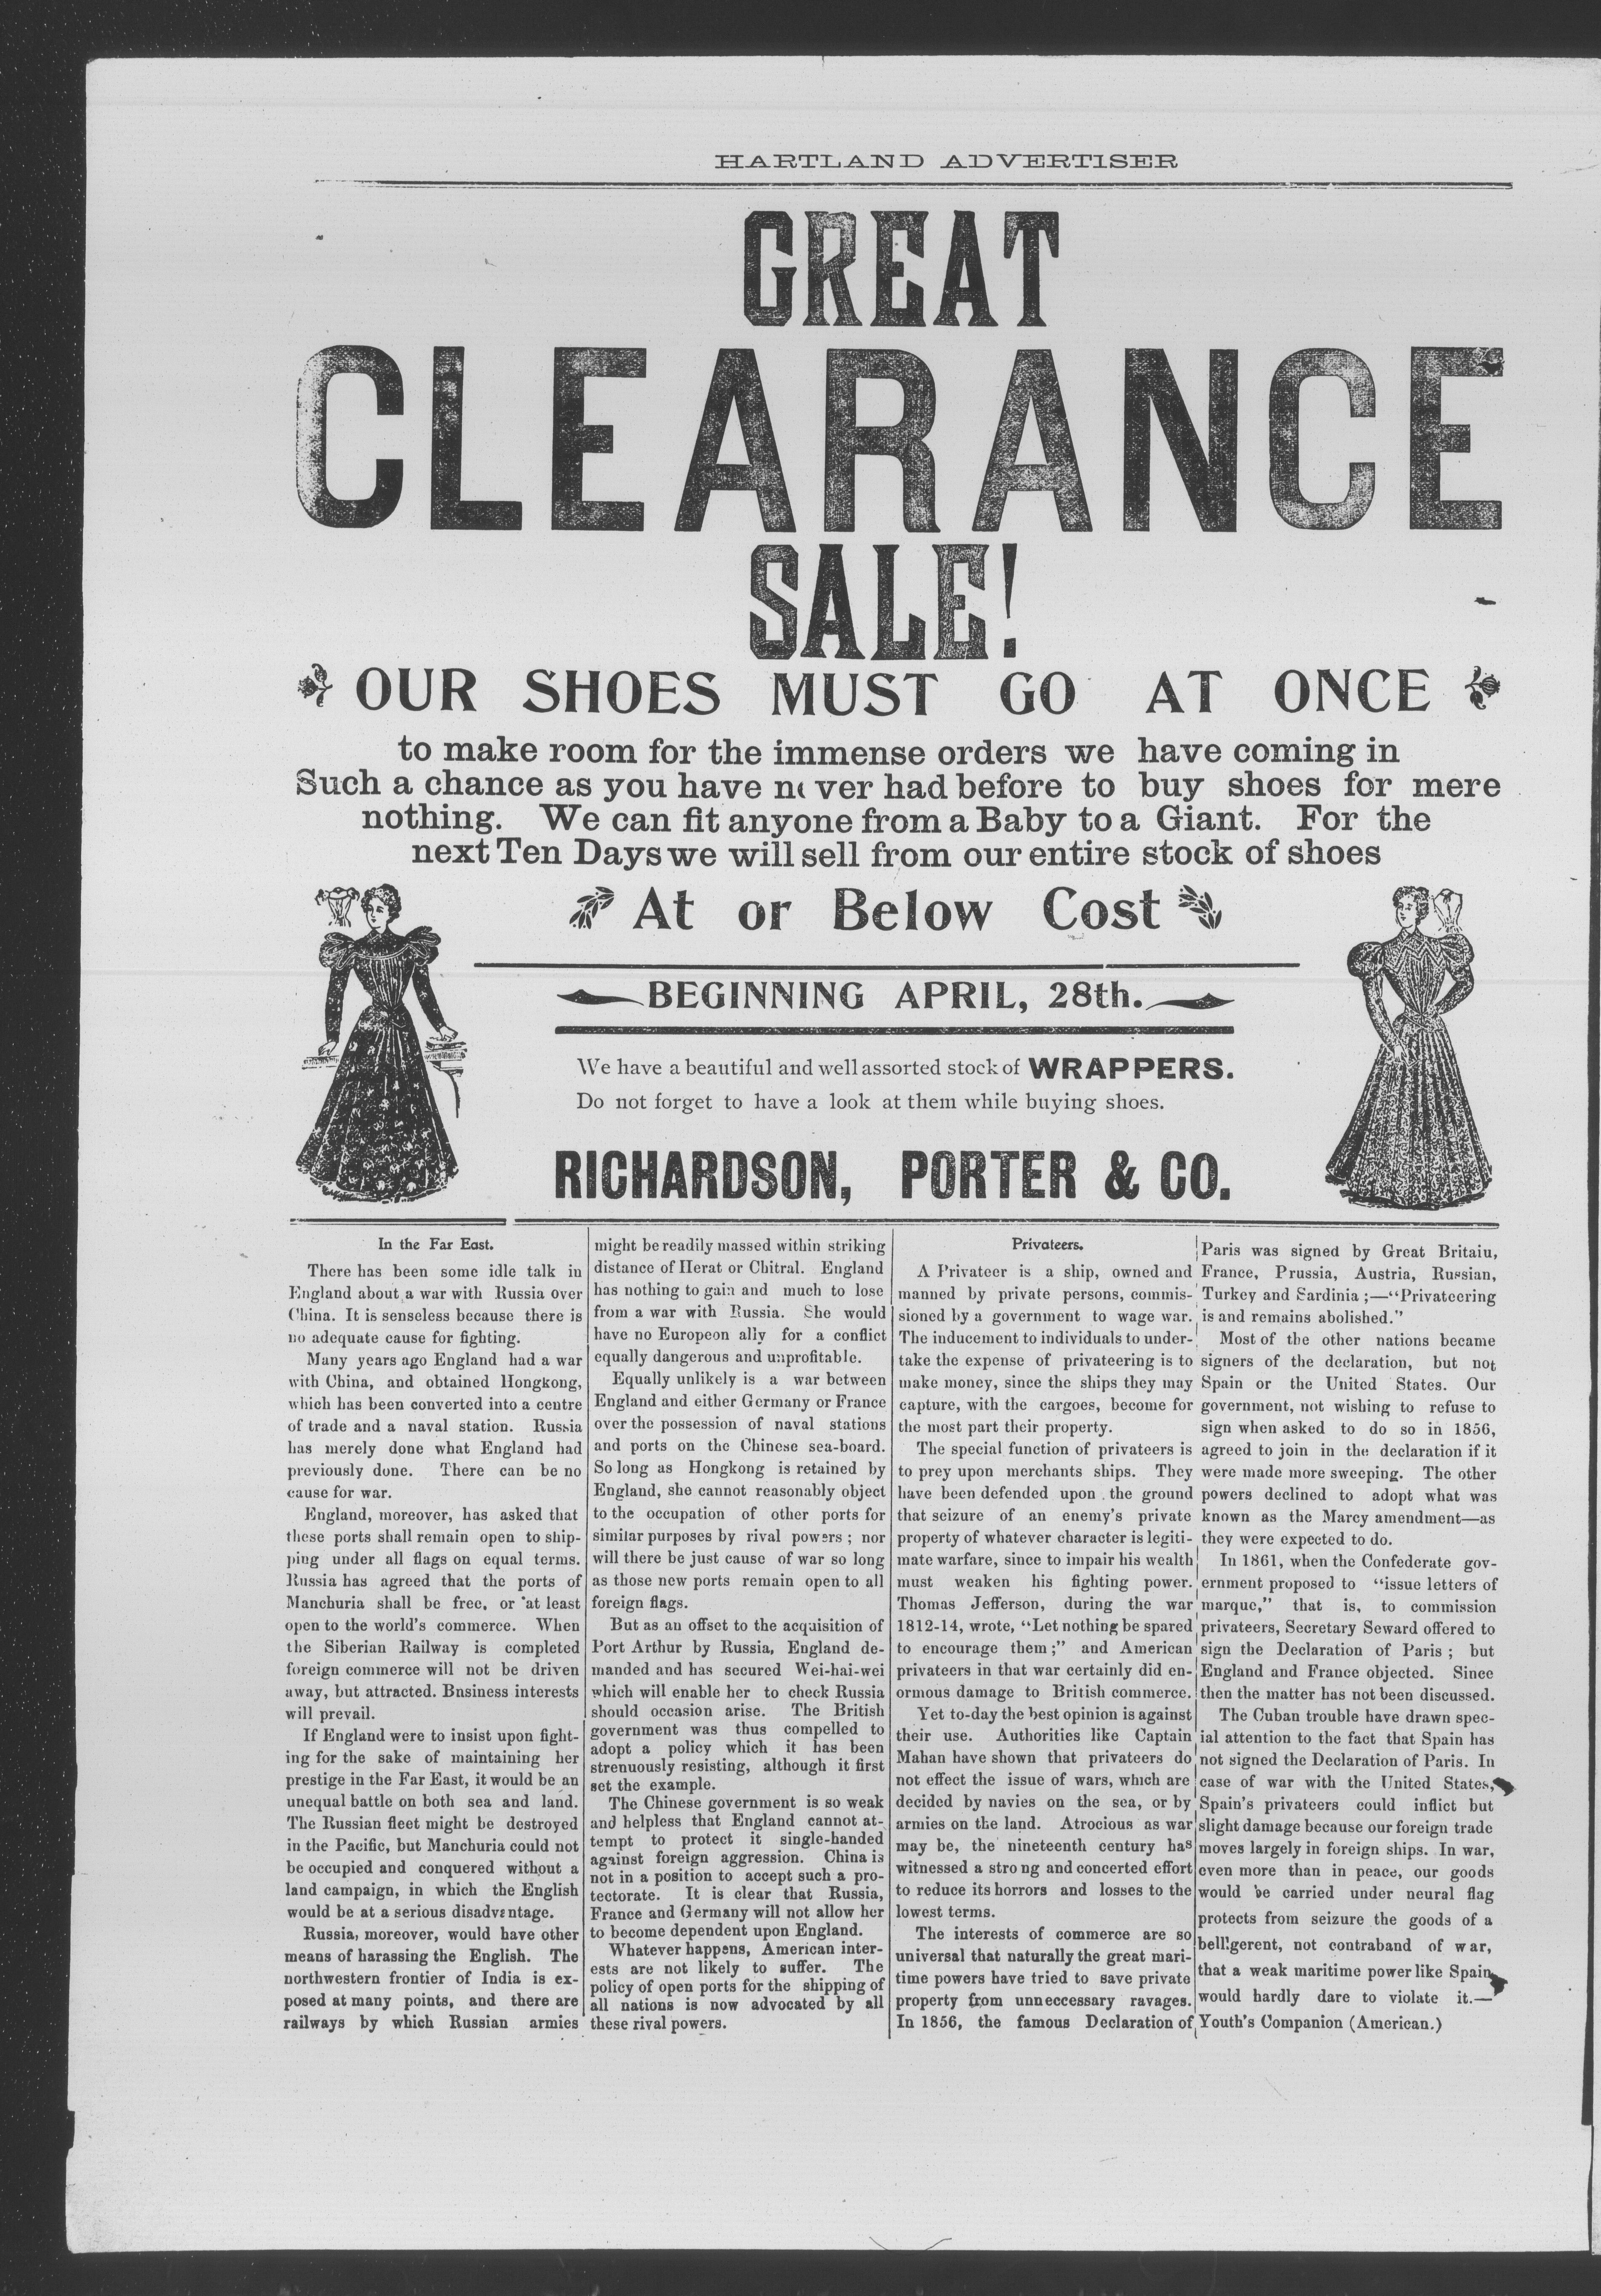 HARTLAND ADVERTISER
GREAT
CLEARANCE
SALE!
OUR SHOES MUST GO AT ONCE
to make room for the immense orders we have coming in
Such a chance as you have never had before to buy shoes for mere
nothing. We can fit anyone from a Baby to a Giant. For the
next Ten Days we will sell from our entire stock of shoes
At or Below Cost
BEGINNING APRIL, 28th.
We have a beautiful and well assorted stock of WRAPPERS.
Do not forget to have a look at them while buying shoes.
RICHARDSON, PORTER & CO.
In the Far East.
There has been some idle talk in
England about a war with Russia over
China. It is senseless because there is
no adequate cause for fighting.
Many years ago England had a war
with China, and obtained Hongkong,
which has been converted into a centre
of trade and a naval station. Russia
has merely done what England had
previously done. There can be no
cause for war.
England, moreover, has asked that
these ports shall remain open to ship-
ping under all flags on equal terms.
Russia has agreed that the ports of
Manchuria shall be free, or at least
open to the world's commerce. When
the Siberian Railway is completed
foreign commerce will not be driven
away, but attracted. Bnsiness interests
will prevail.
If England were to insist upon fight-
ing for the sake of maintaining her
prestige in the Far East, it would be an
unequal battle on both sea and land.
The Russian fleet might be destroyed
in the Pacific, but Manchuria could not
be occupied and conquered without a
land campaign, in which the English
would be at a serious disadvantage.
Russia, moreover, would have other
means of harassing the English. The
northwestern frontier of India is ex-
posed at many points, and there are
railways by which Russian armies
might be readily massed within striking
distance of Herat or Chitral. England
has nothing to gain and much to lose
from a war with Russia. She would
have no Europeon ally for a conflict
equally dangerous and unprofitable.
Equally unlikely is a war between
England and either Germany or France
over the possession of naval stations
and ports on the Chinese sea-board.
So long as Hongkong is retained by
England, she cannot reasonably object
to the occupation of other ports for
similar purposes by rival powers ; nor
will there be just cause of war so long
as those new ports remain open to all
foreign flags.
But as an offset to the acquisition of
Port Arthur by Russia, England de-
manded and has secured Wei-hai-wei
which will enable her to check Russia
should occasion arise. The British
government was thus compelled to
adopt a policy which it has been
strenuously resisting, although it first
set the example.
The Chinese government is so weak
and helpless that England cannot at-
tempt to protect it single-handed
against foreign aggression. China is
not in a position to accept such a pro-
tectorate. It is clear that Russia,
France and Germany will not allow her
to become dependent upon England.
Whatever happens, American inter-
ests are not likely to suffer. The
policy of open ports for the shipping of
all nations is now advocated by all
these rival powers.
Privateers.
A Privateer is a ship, owned and
manned by private persons, commis-
sioned by a government to wage war.
The inducement to individuals to under-
take the expense of privateering is to
make money, since the ships they may
capture, with the cargoes, become for
the most part their property.
The special function of privateers is
to prey upon merchants ships. They
have been defended upon the ground
that seizure of an enemy's private
property of whatever character is legiti-
mate warfare, since to impair his wealth
must weaken his fighting power.
Thomas Jefferson, during the war
1812-14, wrote, "Let nothing be spared
to encourage them ;" and American
privateers in that war certainly did en-
ormous damage to British commerce.
Yet to-day the best opinion is against
their use. Authorities like Captain
Mahan have shown that privateers do
not effect the issue of wars, which are
decided by navies on the sea, or by
armies on the land. Atrocious as war
may be, the nineteenth century has
witnessed a strong and concerted effort
to reduce its horrors and losses to the
lowest terms.
The interests of commerce are so
universal that naturally the great mari-
time powers have tried to save private
property from unneccessary ravages.
In 1856, the famous Declaration of
Paris was signed by Great Britaiu,
France, Prussia, Austria, Russian,
Turkey and Sardinia ;—"Privateering
is and remains abolished."
Most of the other nations became
signers of the declaration, but not
Spain or the United States. Our
government, not wishing to refuse to
sign when asked to do so in 1856,
agreed to join in the declaration if it
were made more sweeping. The other
powers declined to adopt what was
known as the Marcy amendment—as
they were expected to do.
In 1861, when the Confederate gov-
ernment proposed to "issue letters of
marque," that is, to commission
privateers, Secretary Seward offered to
sign the Declaration of Paris ; but
England and France objected. Since
then the matter has not been discussed.
The Cuban trouble have drawn spec-
ial attention to the fact that Spain has
not signed the Declaration of Paris. In
case of war with the United States,
Spain's privateers could inflict but
slight damage because our foreign trade
moves largely in foreign ships. In war,
even more than in peace, our goods
would be carried under neural flag
protects from seizure the goods of a
belligerent, not contraband of war,
that a weak maritime power like Spain
would hardly dare to violate it.—
Youth's Companion (American.)